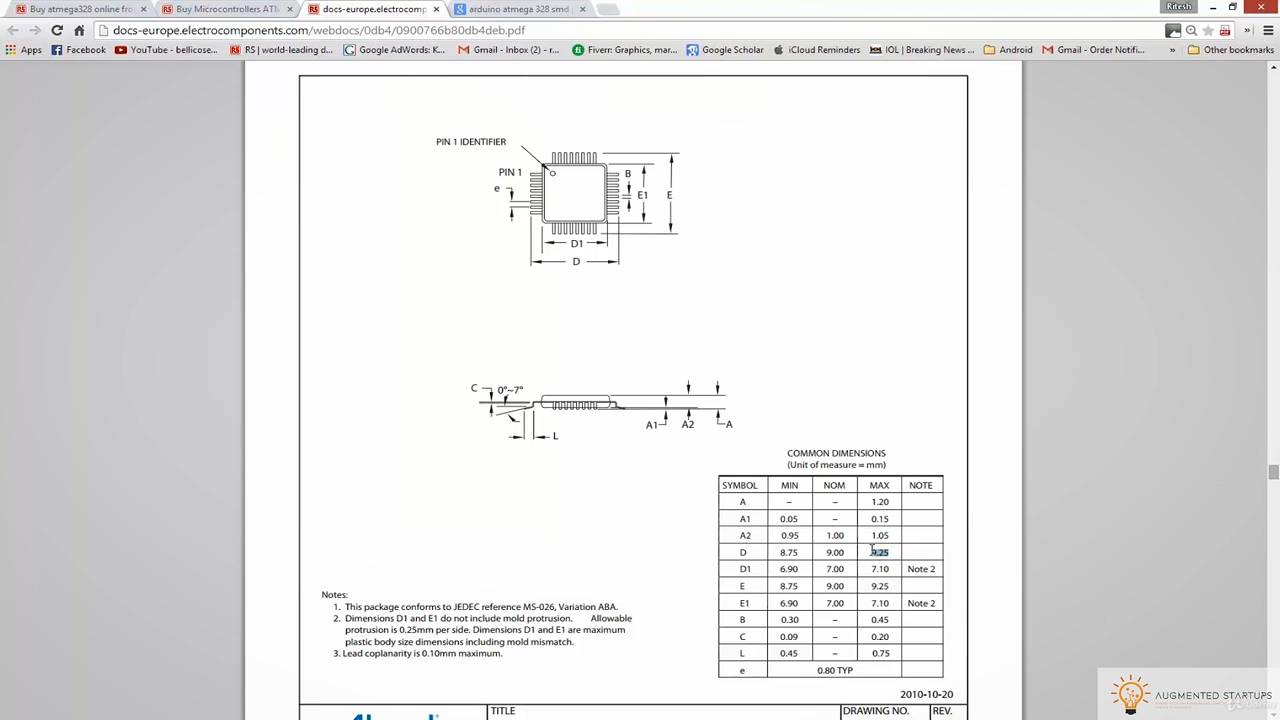 Buy atmega328 online fro
Buy Microcontrollers ATM
docs-europe.electrocomp
arduino atmega 328 smd p
Ritesh
docs-europe.electrocomponents.com/webdocs/0db4/0900766b80db4deb.pdf
Apps
Facebook
YouTube - bellicose...
RS | world-leading d...
Google AdWords: K...
Gmail - Inbox (2) - r...
Fiverr: Graphics, mar...
Google Scholar
iCloud Reminders
IOL | Breaking News ...
Android
Gmail - Order Notifi...
»
Other bookmarks
PIN 1 IDENTIFIER
PIN 1
e
B
E1
E
D1
D
C
0°~7°
L
A1
A2
A
COMMON DIMENSIONS
(Unit of measure = mm)
SYMBOL MIN NOM MAX NOTE
A – – 1.20
A1 0.05 – 0.15
A2 0.95 1.00 1.05
D 8.75 9.00 9.25
D1 6.90 7.00 7.10 Note 2
E 8.75 9.00 9.25
E1 6.90 7.00 7.10 Note 2
B 0.30 – 0.45
C 0.09 – 0.20
L 0.45 – 0.75
e 0.80 TYP
Notes:
1. This package conforms to JEDEC reference MS-026, Variation ABA.
2. Dimensions D1 and E1 do not include mold protrusion. Allowable
protrusion is 0.25mm per side. Dimensions D1 and E1 are maximum
plastic body size dimensions including mold mismatch.
3. Lead coplanarity is 0.10mm maximum.
2010-10-20
TITLE
DRAWING NO.
REV.
AUGMENTED STARTUPS